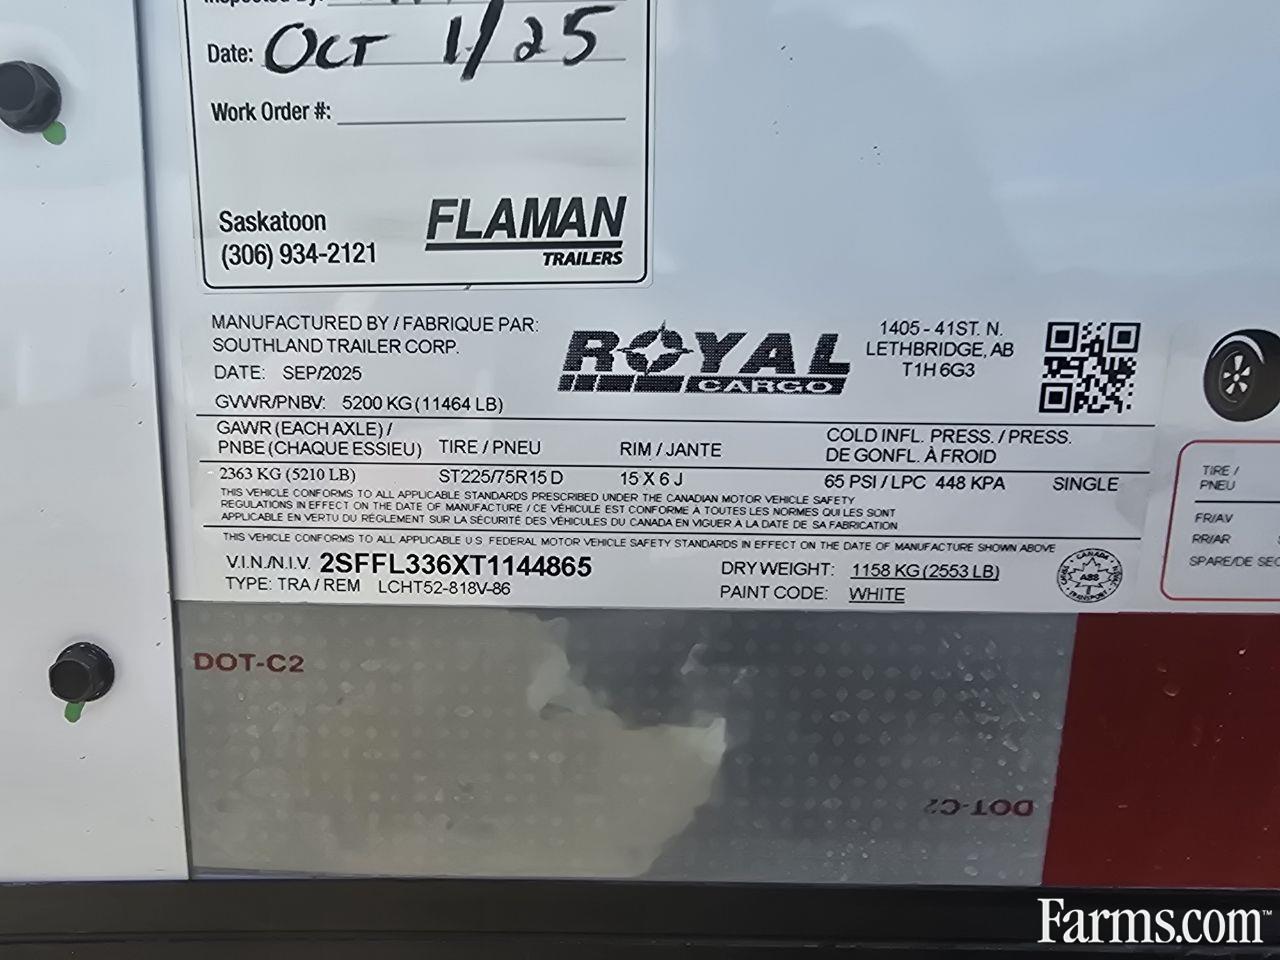 Inspected By:
Date: OCT 1/25
Work Order #:
Saskatoon
(306) 934-2121
FLAMAN
TRAILERS
MANUFACTURED BY / FABRIQUE PAR:
SOUTHLAND TRAILER CORP.
DATE: SEP/2025
GVWR/PNBV: 5200 KG (11464 LB)
ROYAL
CARGO
1405 - 41ST. N.
LETHBRIDGE, AB
T1H 6G3
GAWR (EACH AXLE) /
PNBE (CHAQUE ESSIEU) TIRE / PNEU RIM / JANTE
COLD INFL. PRESS. / PRESS.
DE GONFL. À FROID
2363 KG (5210 LB) ST225/75R15 D 15 X 6 J 65 PSI / LPC 448 KPA SINGLE
THIS VEHICLE CONFORMS TO ALL APPLICABLE STANDARDS PRESCRIBED UNDER THE CANADIAN MOTOR VEHICLE SAFETY
REGULATIONS IN EFFECT ON THE DATE OF MANUFACTURE / CE VÉHICULE EST CONFORME À TOUTES LES NORMES QUI LES SONT
APPLICABLE EN VERTU DU RÉGLEMENT SUR LA SÉCURITÉ DES VÉHICULES DU CANADA EN VIGUER À LA DATE DE SA FABRICATION
THIS VEHICLE CONFORMS TO ALL APPLICABLE U.S. FEDERAL MOTOR VEHICLE SAFETY STANDARDS IN EFFECT ON THE DATE OF MANUFACTURE SHOWN ABOVE
V.I.N./N.I.V. 2SFFL336XT1144865
TYPE: TRA / REM LCHT52-818V-86
DRY WEIGHT: 1158 KG (2553 LB)
PAINT CODE: WHITE
CANADA
TRANSPORT
TIRE /
PNEU
FR/AV
RR/AR
SPARE/DE SEC
DOT-C2
DOT-C2
Farms.com™